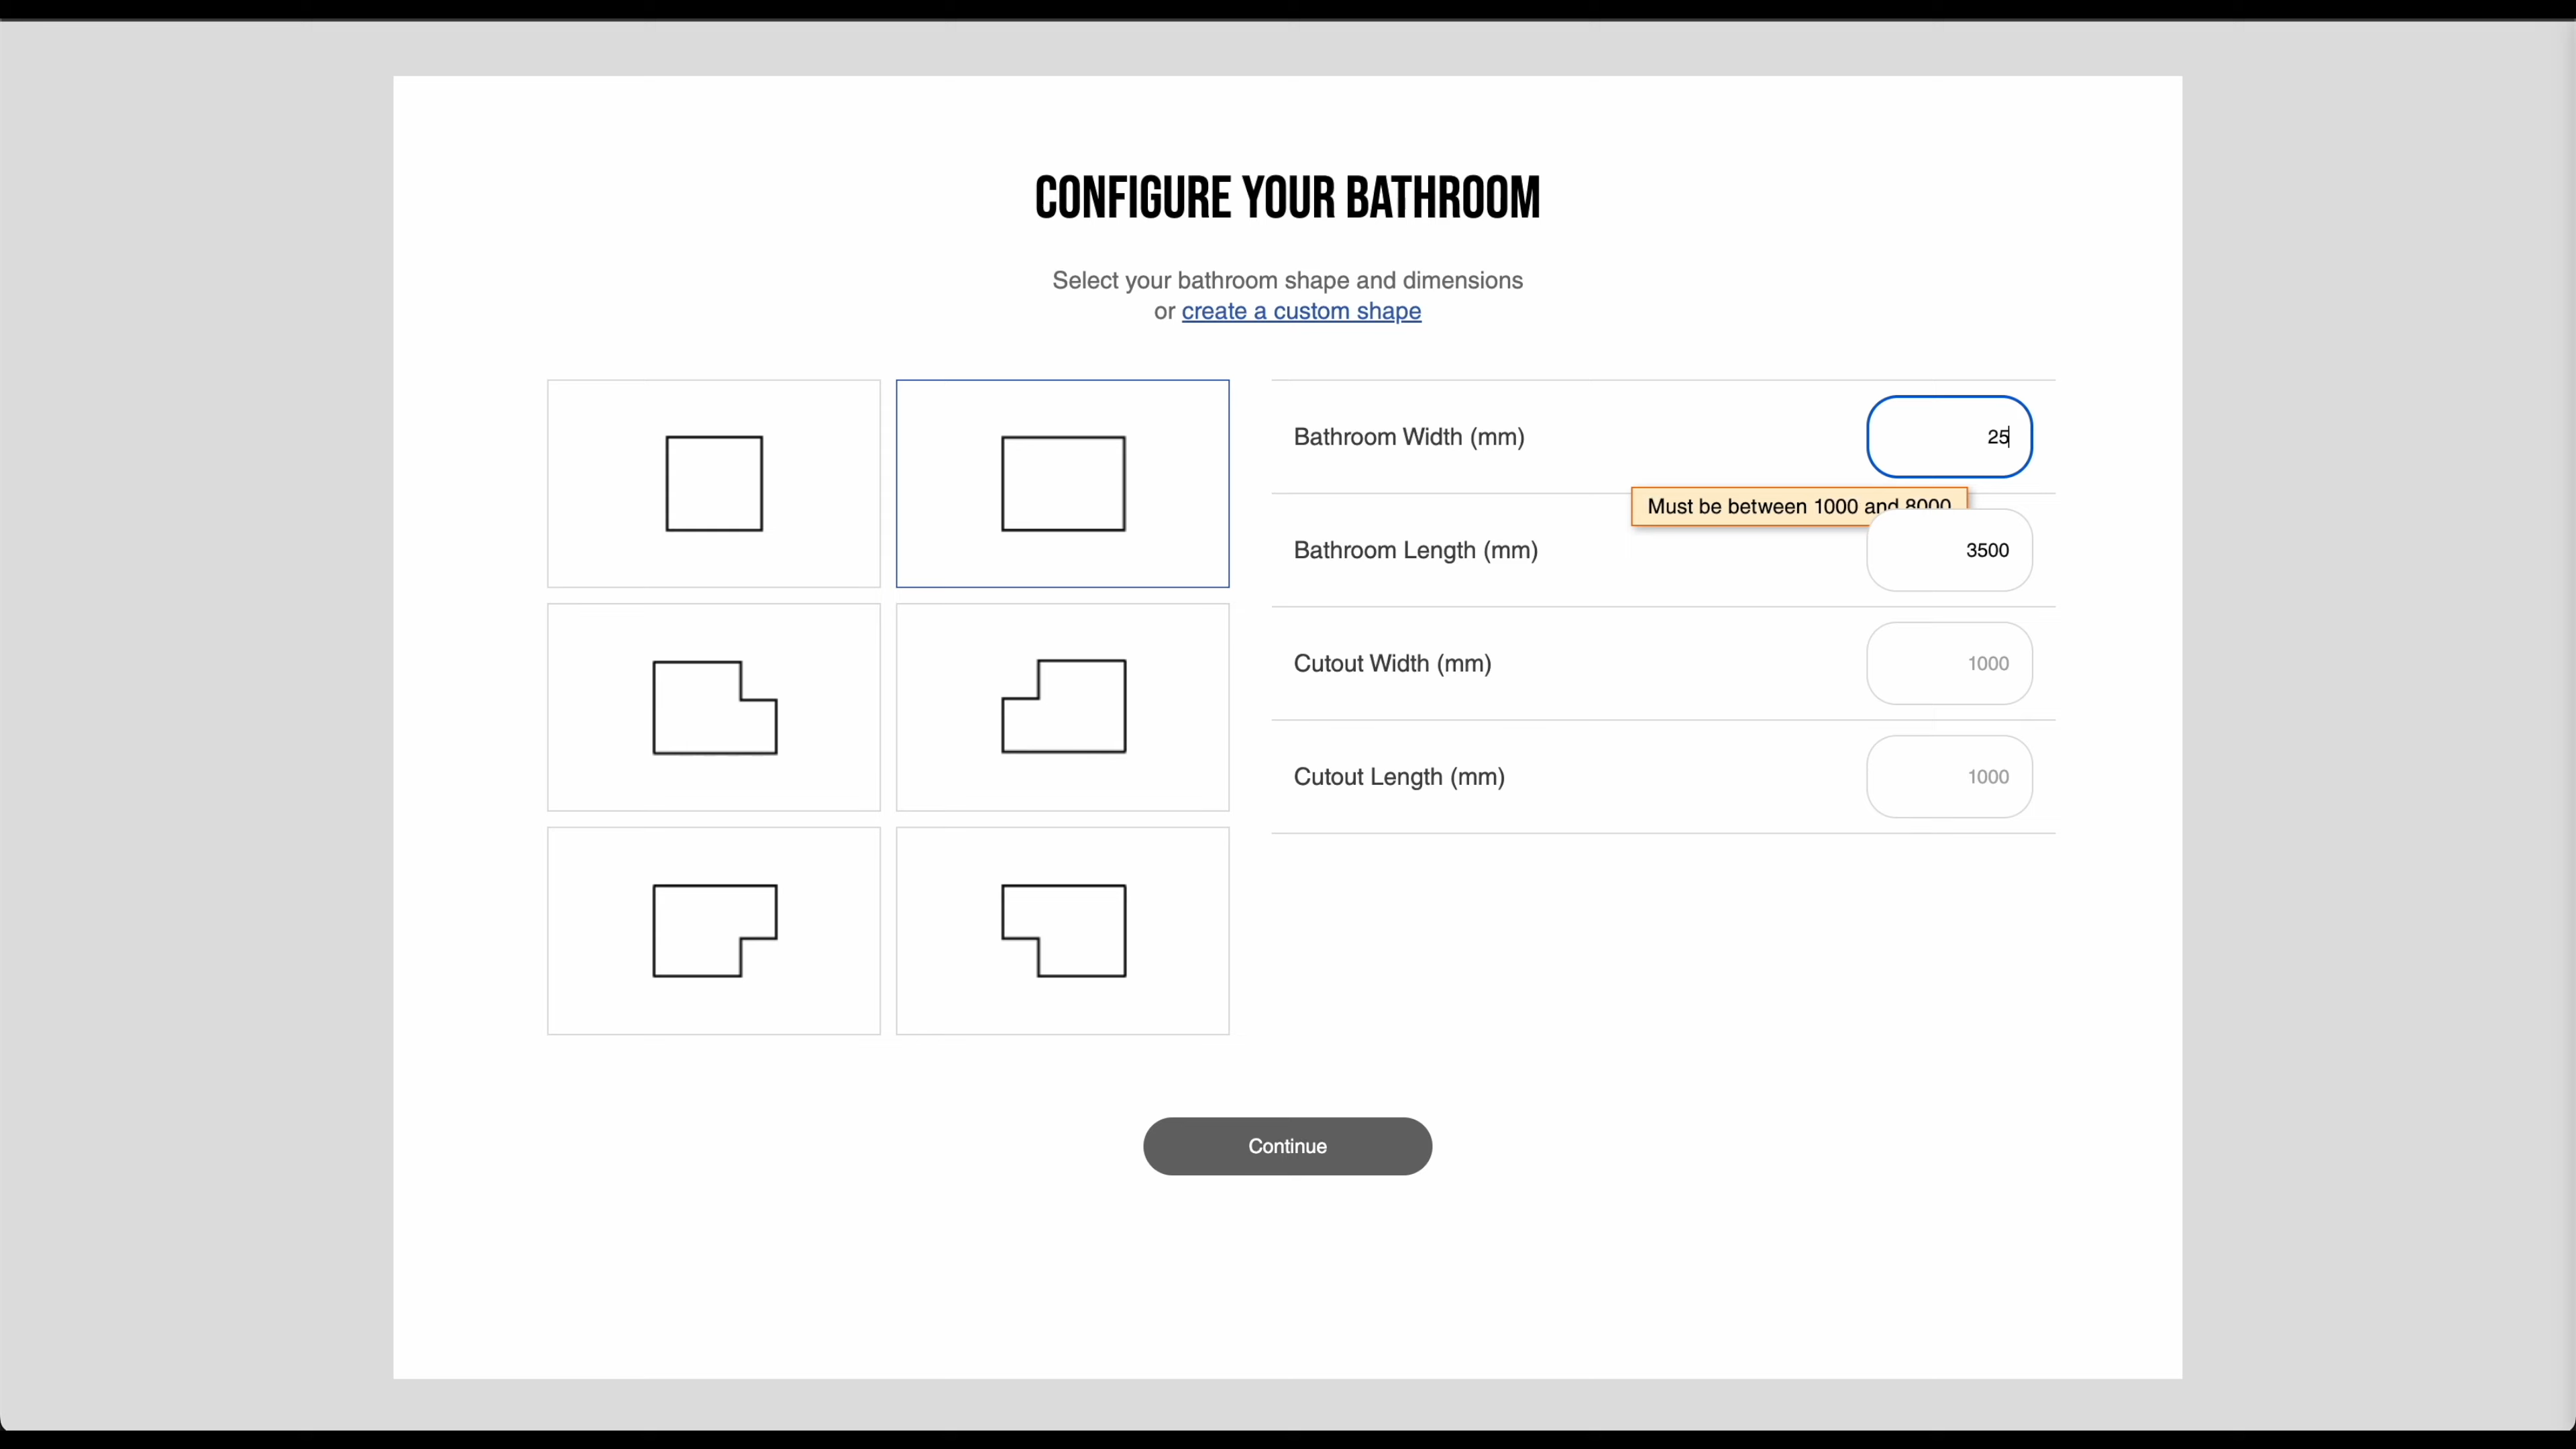 CONFIGURE YOUR BATHROOM
Select your bathroom shape and dimensions
or create a custom shape
Bathroom Width (mm)
25
Must be between 1000 and 8000
Bathroom Length (mm)
3500
Cutout Width (mm)
1000
Cutout Length (mm)
1000
Continue